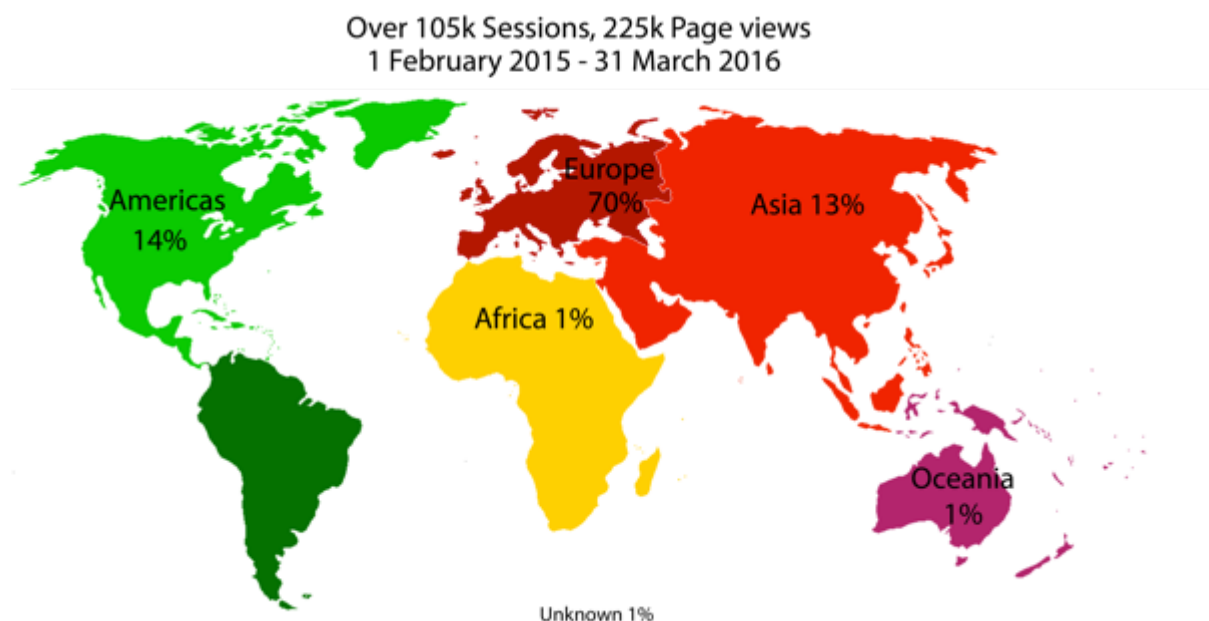 Over 105k Sessions, 225k Page views
1 February 2015 - 31 March 2016
Americas
14%
Europe
70%
Asia 13%
Africa 1%
Oceania
1%
Unknown 1%